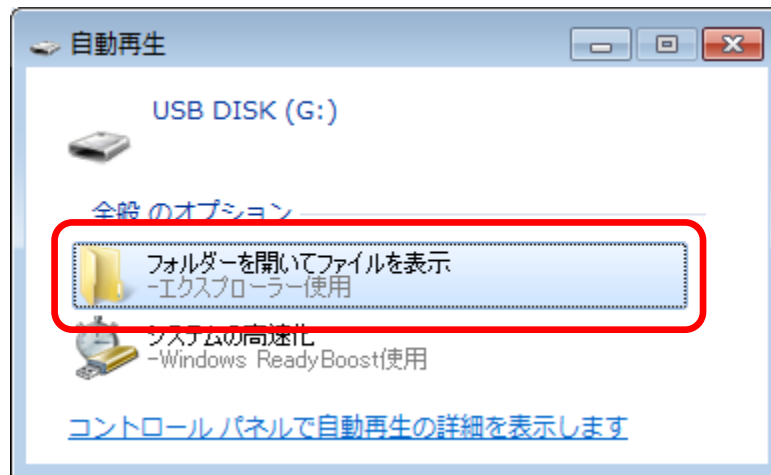 自動再生
USB DISK (G:)
全般 のオプション
フォルダーを開いてファイルを表示
-エクスプローラー使用
システムの高速化
-Windows ReadyBoost使用
コントロール パネルで自動再生の詳細を表示します